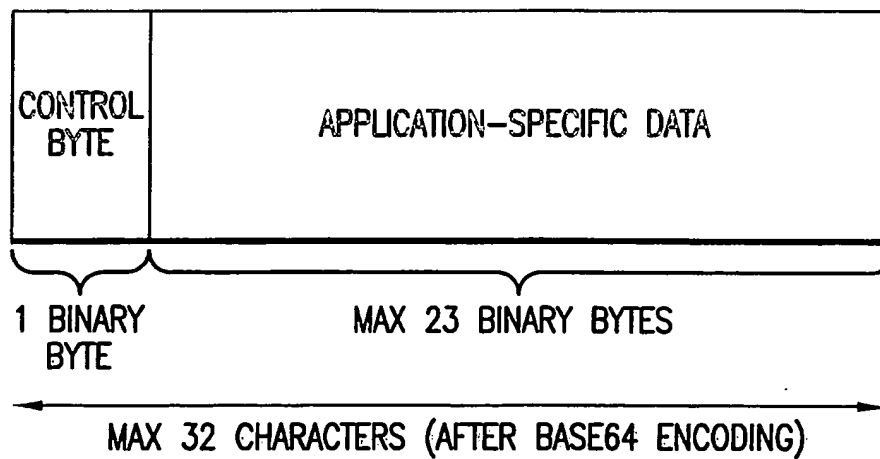 CONTROL
BYTE
APPLICATION-SPECIFIC DATA
1 BINARY
BYTE
MAX 23 BINARY BYTES
MAX 32 CHARACTERS (AFTER BASE64 ENCODING)